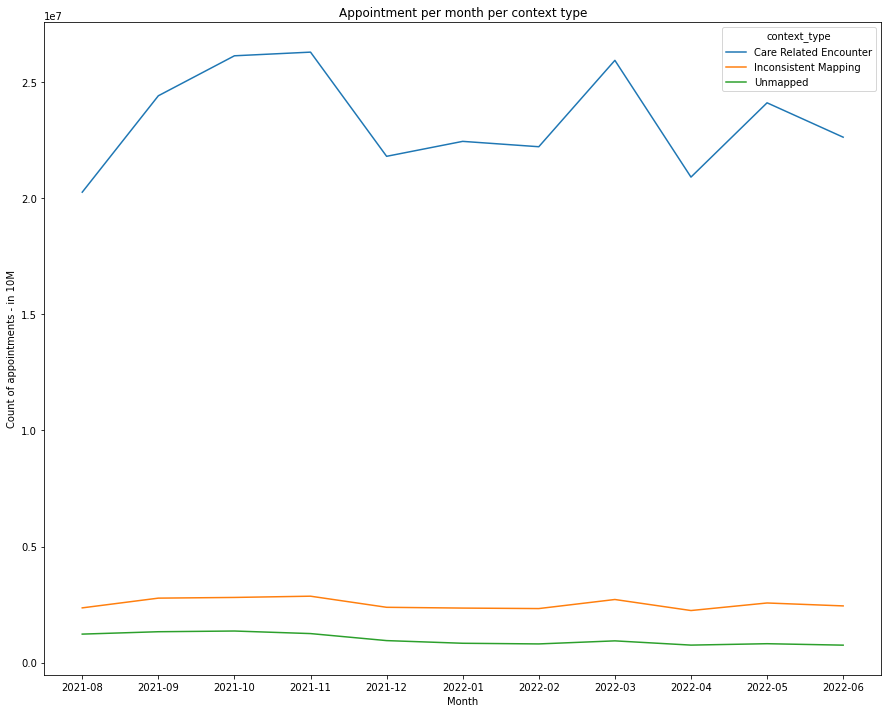 Appointment per month per context type
1e7
context_type
Care Related Encounter
Inconsistent Mapping
Unmapped
2.5
2.0
1.5
1.0
0.5
0.0
Count of appointments - in 10M
2021-08 2021-09 2021-10 2021-11 2021-12 2022-01 2022-02 2022-03 2022-04 2022-05 2022-06
Month